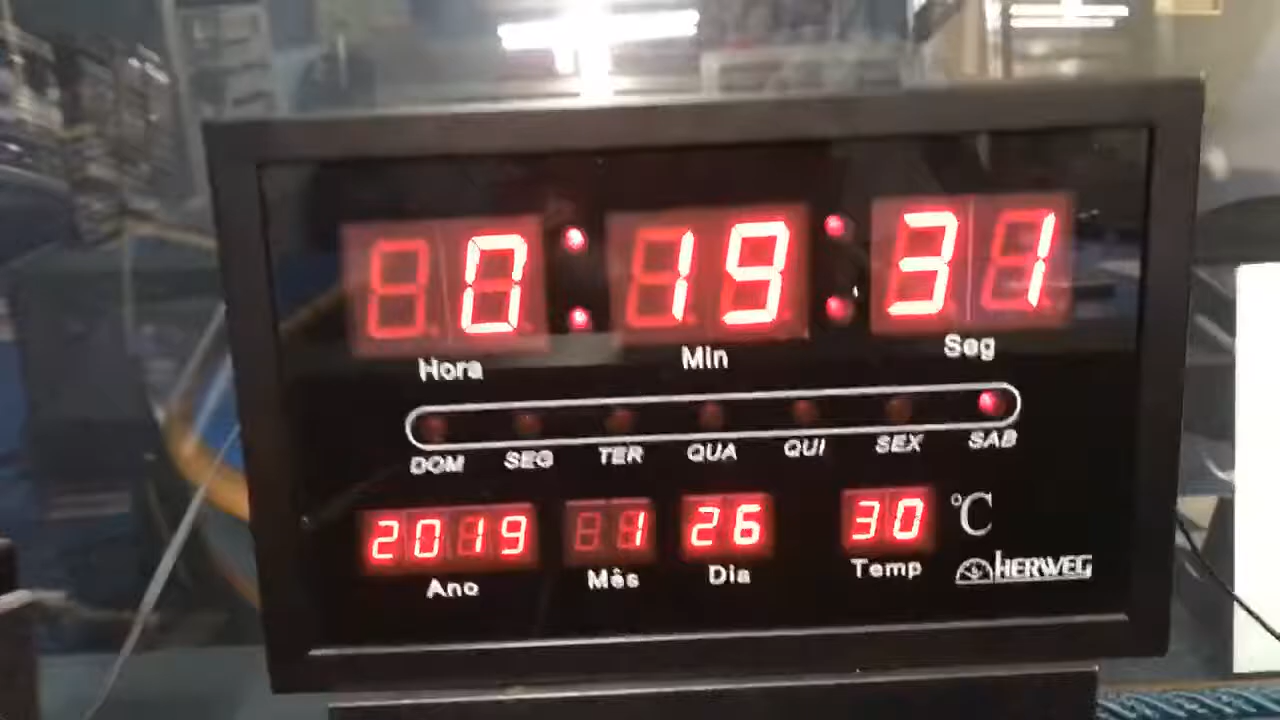 0:19:31
Hora Min Seg
DOM SEG TER QUA QUI SEX SAB
2019 1 26 30 °C
Ano Mês Dia Temp HERWEG